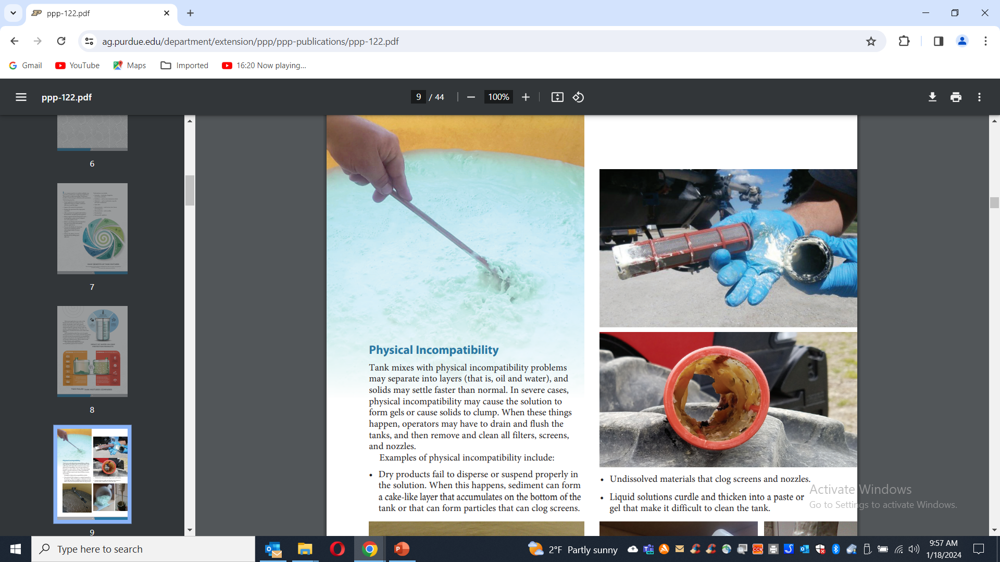 ppp-122.pdf
ag.purdue.edu/department/extension/ppp/ppp-publications/ppp-122.pdf
Gmail
YouTube
Maps
Imported
16:20 Now playing...
ppp-122.pdf
9 / 44
100%
6
7
8
9
Physical Incompatibility
Tank mixes with physical incompatibility problems
may separate into layers (that is, oil and water), and
solids may settle faster than normal. In severe cases,
physical incompatibility may cause the solution to
form gels or cause solids to clump. When these things
happen, operators may have to drain and flush the
tanks, and then remove and clean all filters, screens,
and nozzles.
Examples of physical incompatibility include:
• Dry products fail to disperse or suspend properly in
the solution. When this happens, sediment can form
a cake-like layer that accumulates on the bottom of the
tank or that can form particles that can clog screens.
• Undissolved materials that clog screens and nozzles.
• Liquid solutions curdle and thicken into a paste or
gel that make it difficult to clean the tank.
Activate Windows
Go to Settings to activate Windows.
Type here to search
2°F Partly sunny
9:57 AM
1/18/2024